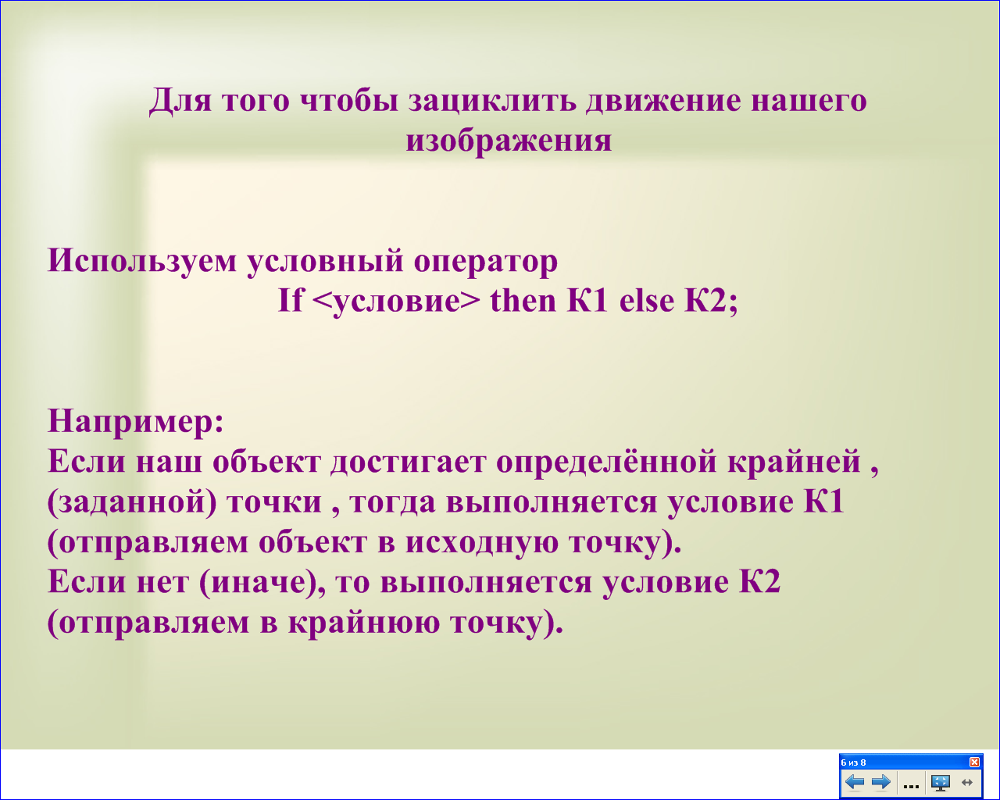 Для того чтобы зациклить движение нашего
изображения
Используем условный оператор
If <условие> then К1 else К2;
Например:
Если наш объект достигает определённой крайней ,
(заданной) точки , тогда выполняется условие К1
(отправляем объект в исходную точку).
Если нет (иначе), то выполняется условие К2
(отправляем в крайнюю точку).
6 из 8
...